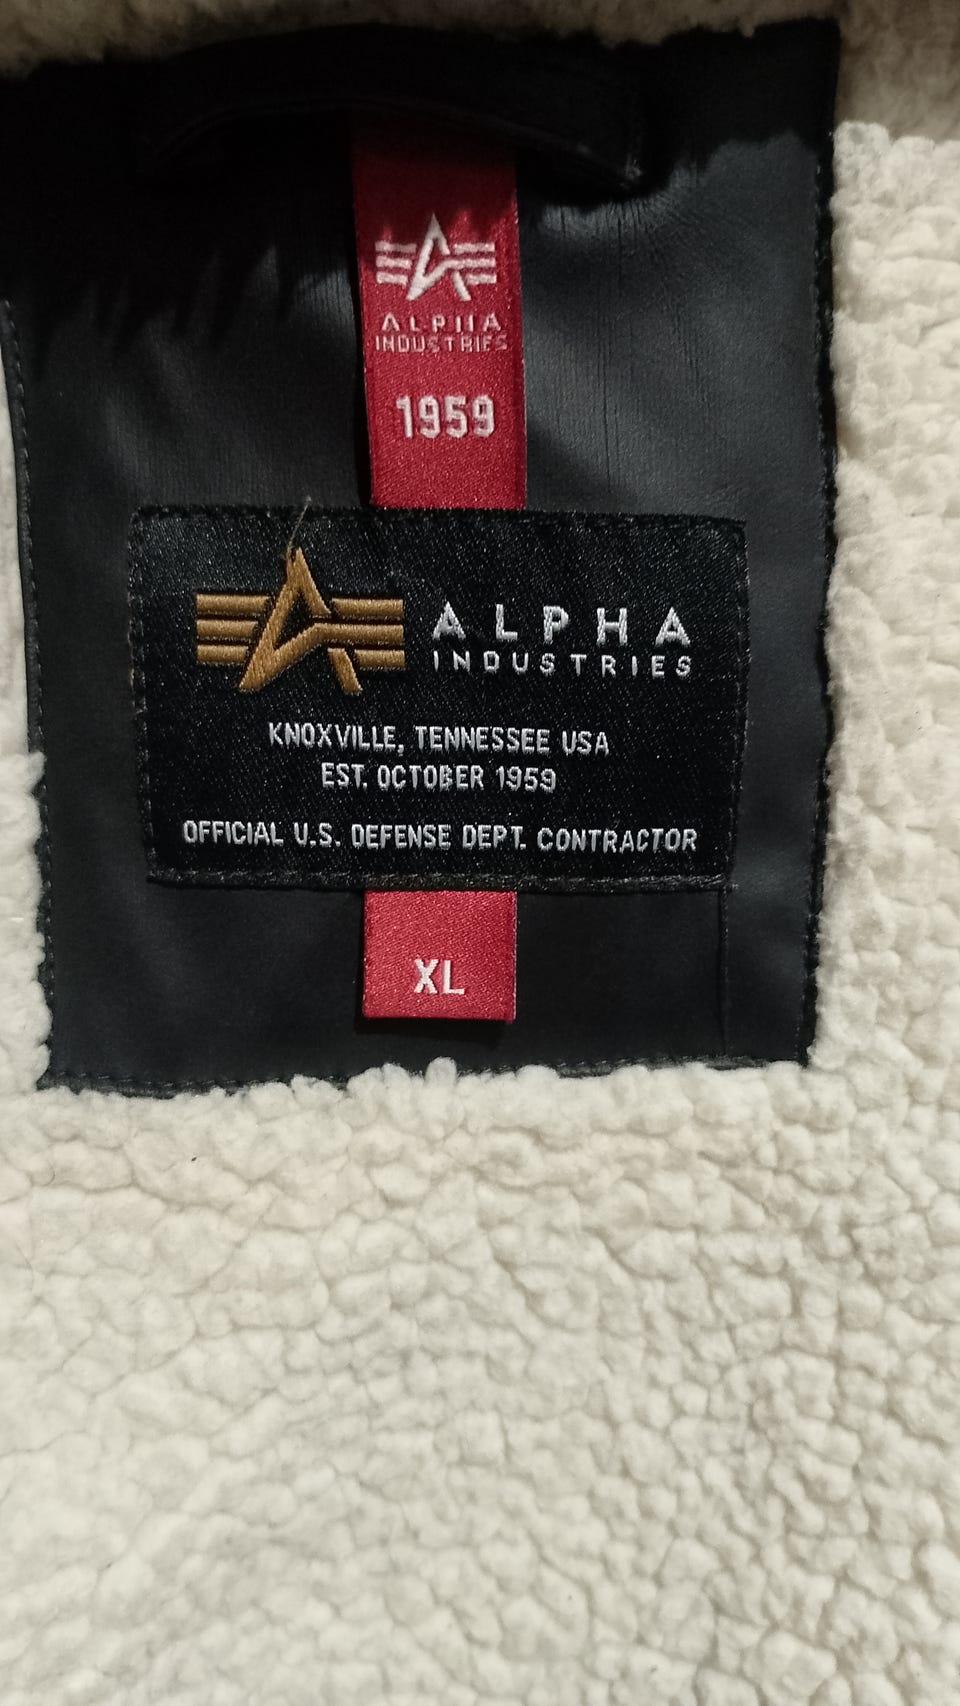 ALPHA
INDUSTRIES
1959
ALPHA
INDUSTRIES
KNOXVILLE, TENNESSEE USA
EST. OCTOBER 1959
OFFICIAL U.S. DEFENSE DEPT. CONTRACTOR
XL